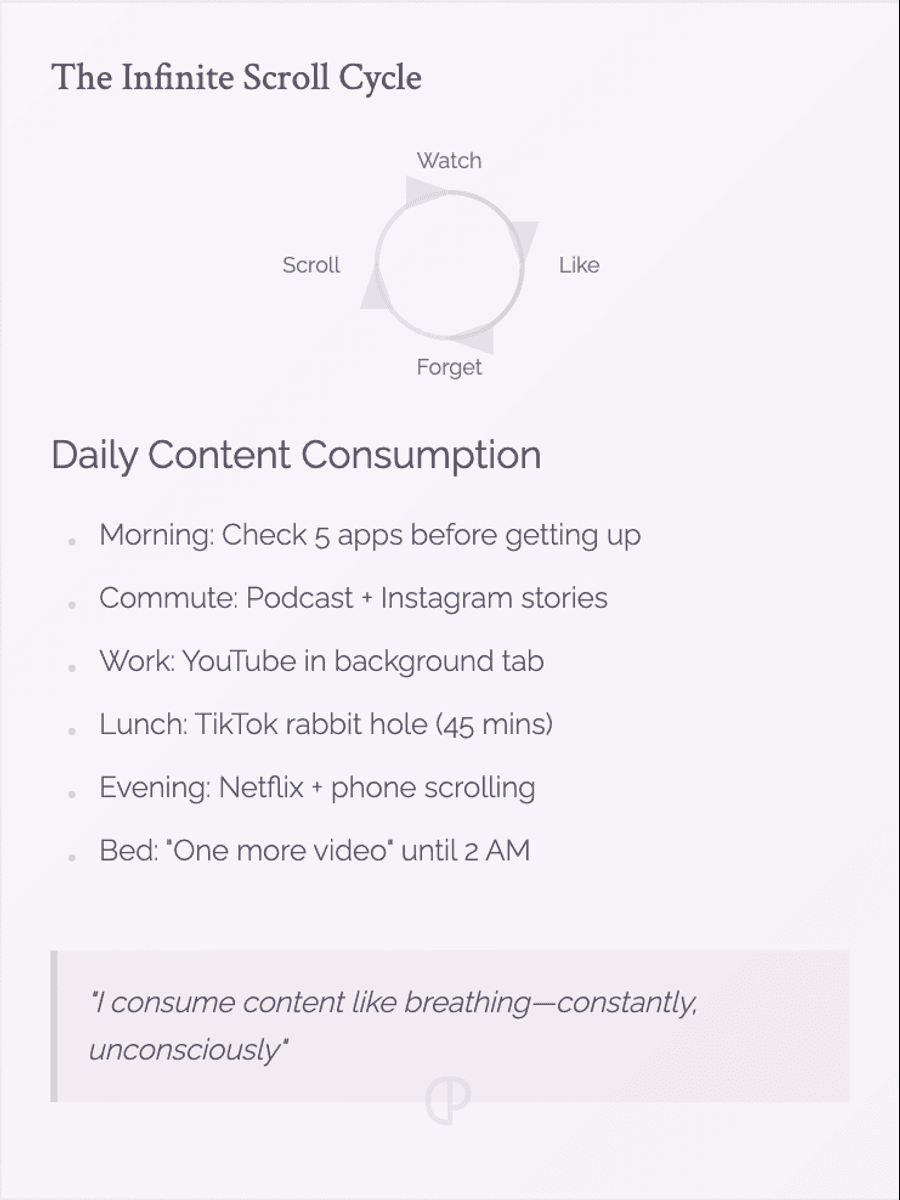 The Infinite Scroll Cycle
Watch
Scroll
Like
Forget
Daily Content Consumption
Morning: Check 5 apps before getting up
Commute: Podcast + Instagram stories
Work: YouTube in background tab
Lunch: TikTok rabbit hole (45 mins)
Evening: Netflix + phone scrolling
Bed: "One more video" until 2 AM
"I consume content like breathing—constantly,
unconsciously"